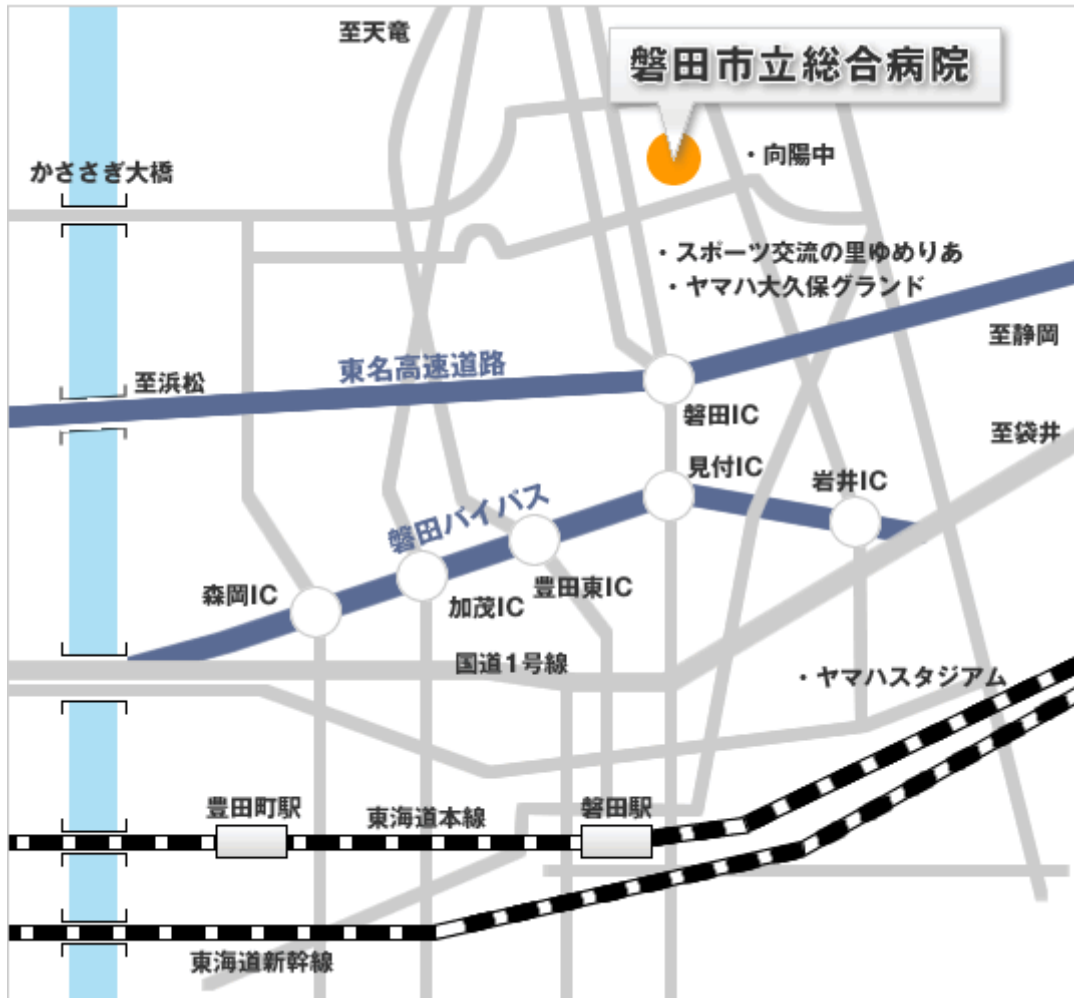 至天竜
磐田市立総合病院
・向陽中
かささぎ大橋
・スポーツ交流の里ゆめりあ
・ヤマハ大久保グランド
至静岡
東名高速道路
至浜松
磐田IC
至袋井
見付IC
岩井IC
磐田バイパス
豊田東IC
森岡IC
加茂IC
国道1号線
・ヤマハスタジアム
豊田町駅
東海道本線
磐田駅
東海道新幹線